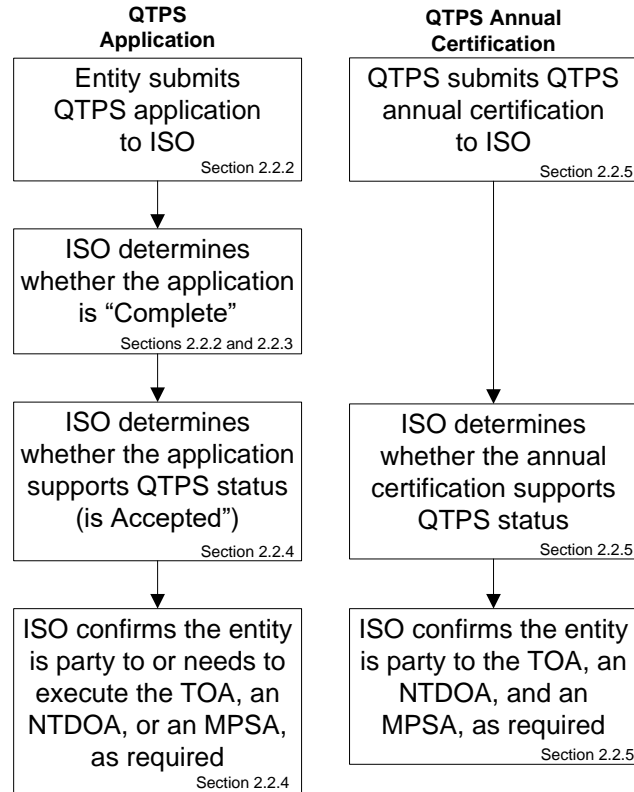 QTPS
Application
Entity submits
QTPS application
to ISO
Section 2.2.2
ISO determines
whether the application
is “Complete”
Sections 2.2.2 and 2.2.3
ISO determines
whether the application
supports QTPS status
(is Accepted”)
Section 2.2.4
ISO confirms the entity
is party to or needs to
execute the TOA, an
NTDOA, or an MPSA,
as required
Section 2.2.4
QTPS Annual
Certification
QTPS submits QTPS
annual certification
to ISO
Section 2.2.5
ISO determines
whether the annual
certification supports
QTPS status
Section 2.2.5
ISO confirms the entity
is party to the TOA, an
NTDOA, and an
MPSA, as required
Section 2.2.5